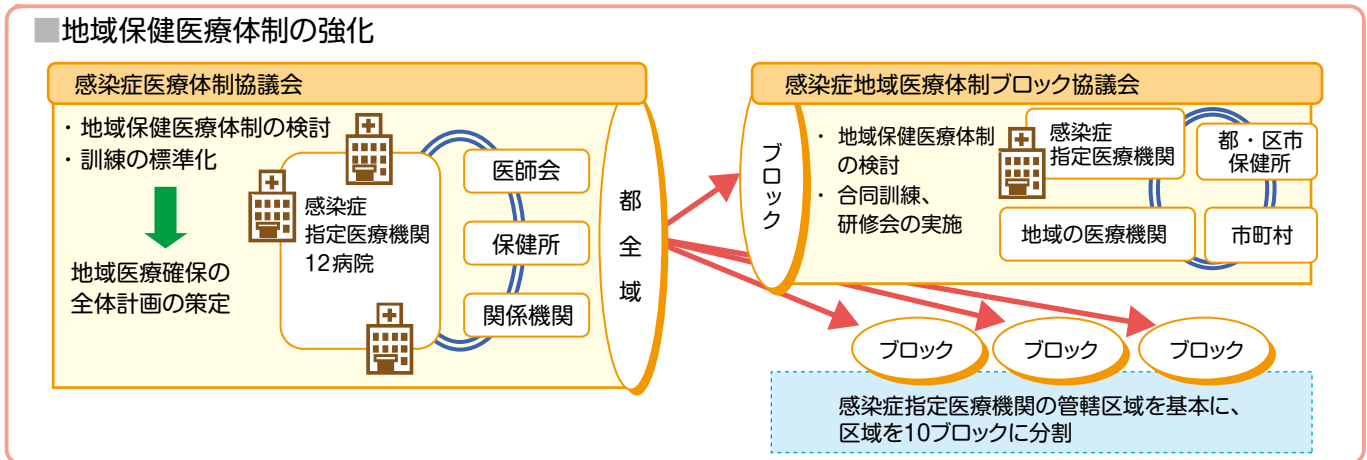 ■地域保健医療体制の強化
感染症医療体制協議会
・地域保健医療体制の検討
・訓練の標準化
地域医療確保の
全体計画の策定
感染症
指定医療機関
12病院
医師会
保健所
関係機関
都全域
感染症地域医療体制ブロック協議会
ブロック
・ 地域保健医療体制
の検討
・ 合同訓練、
研修会の実施
感染症
指定医療機関
都・区市
保健所
地域の医療機関
市町村
ブロック
ブロック
ブロック
感染症指定医療機関の管轄区域を基本に、
区域を10ブロックに分割